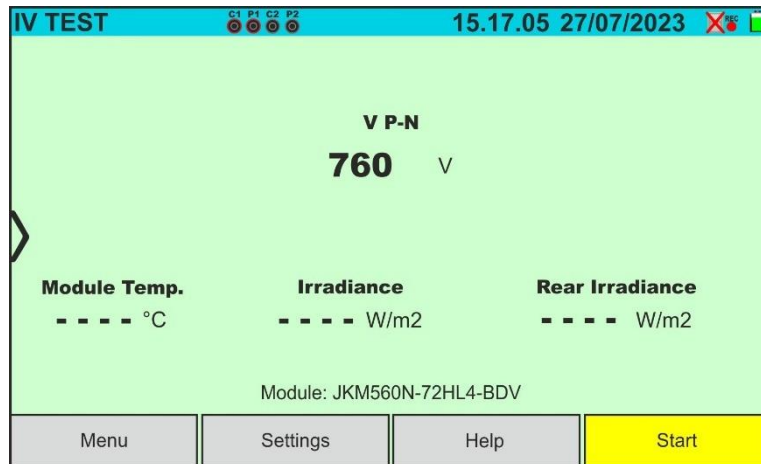 IV TEST C1 P1 C2 P2 15.17.05 27/07/2023 REC
V P-N
760 V
Module Temp. Irradiance Rear Irradiance
- - - - °C - - - - W/m2 - - - - W/m2
Module: JKM560N-72HL4-BDV
Menu Settings Help Start